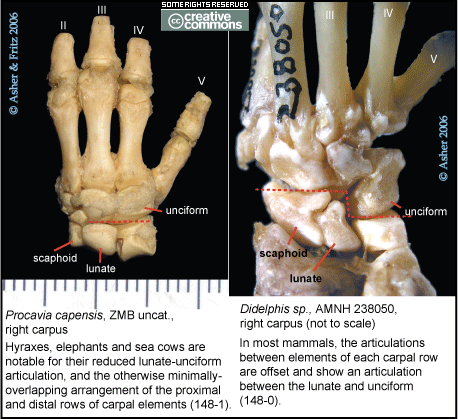 SOME RIGHTS RESERVED
cc creative commons
© Asher & Fritz 2006
II
III
IV
V
unciform
scaphoid
lunate
238050
III
IV
V
© Asher 2006
unciform
scaphoid
lunate
Procavia capensis, ZMB uncat.,
right carpus
Hyraxes, elephants and sea cows are
notable for their reduced lunate-unciform
articulation, and the otherwise minimally-
overlapping arrangement of the proximal
and distal rows of carpal elements (148-1).
Didelphis sp., AMNH 238050,
right carpus (not to scale)
In most mammals, the articulations
between elements of each carpal row
are offset and show an articulation
between the lunate and unciform
(148-0).